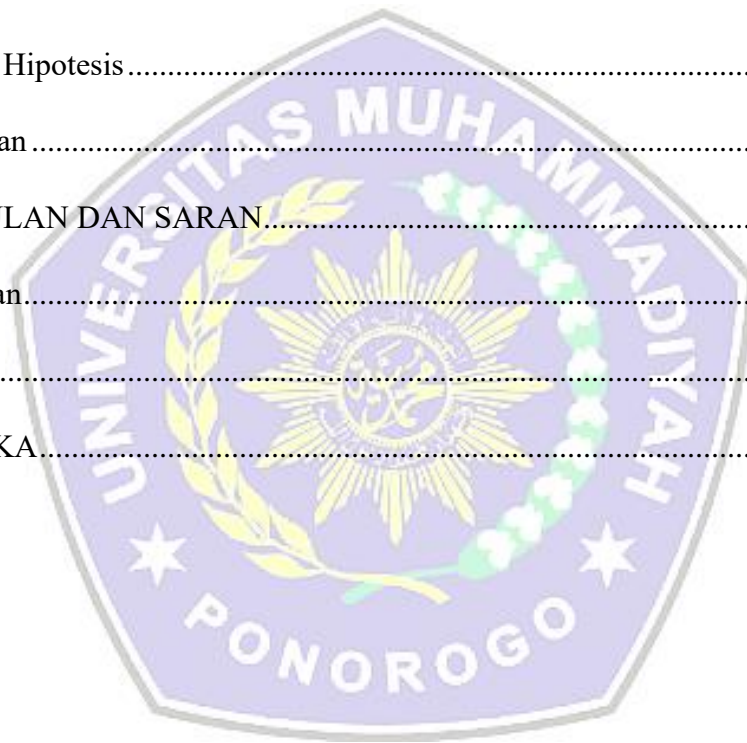 Hipotesis
an
LAN DAN SARAN
an
KA
UNIVERSITAS MUHAMMADIYAH
PONOROGO